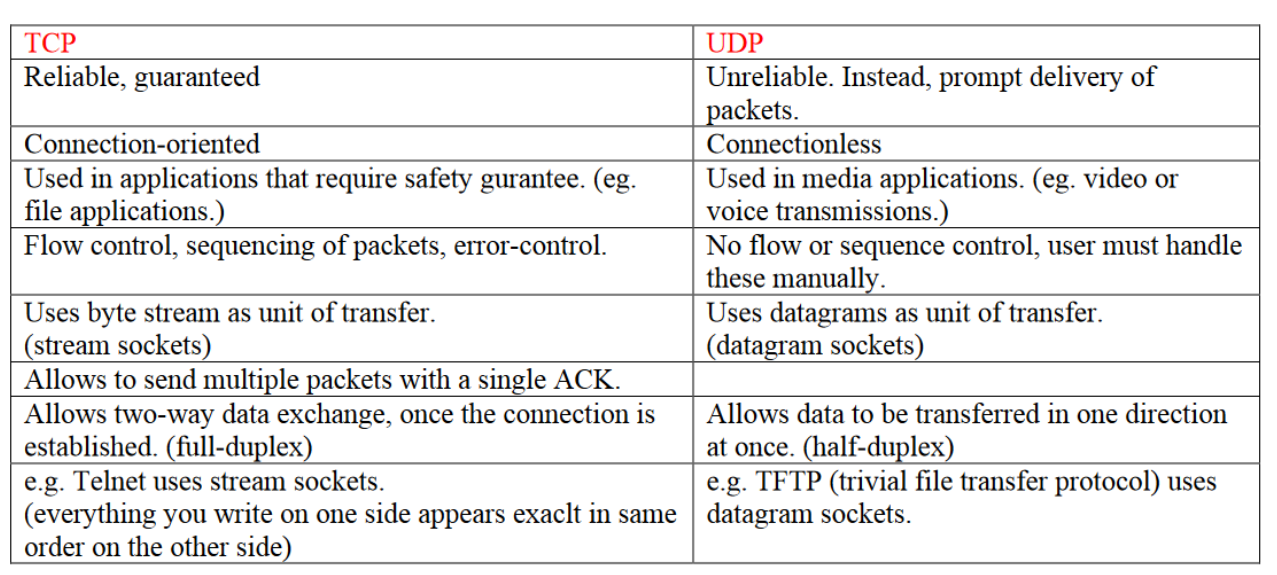 TCP
UDP
Reliable, guaranteed
Unreliable. Instead, prompt delivery of
packets.
Connection-oriented
Connectionless
Used in applications that require safety gurantee. (eg.
file applications.)
Used in media applications. (eg. video or
voice transmissions.)
Flow control, sequencing of packets, error-control.
No flow or sequence control, user must handle
these manually.
Uses byte stream as unit of transfer.
(stream sockets)
Uses datagrams as unit of transfer.
(datagram sockets)
Allows to send multiple packets with a single ACK.
Allows two-way data exchange, once the connection is
established. (full-duplex)
Allows data to be transferred in one direction
at once. (half-duplex)
e.g. Telnet uses stream sockets.
(everything you write on one side appears exaclt in same
order on the other side)
e.g. TFTP (trivial file transfer protocol) uses
datagram sockets.